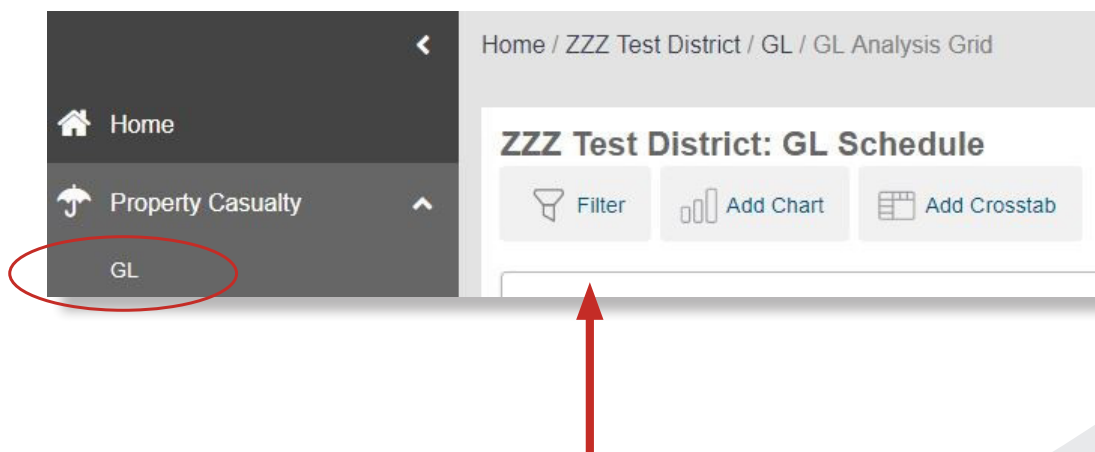 Home / ZZZ Test District / GL / GL Analysis Grid
Home
Property Casualty
GL
ZZZ Test District: GL Schedule
Filter Add Chart Add Crosstab